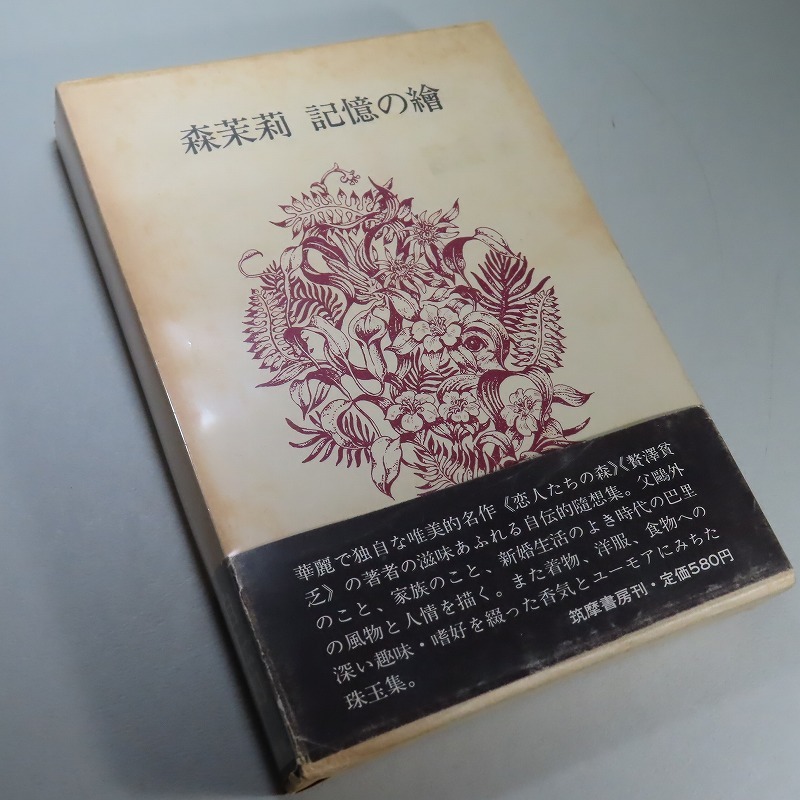 森茉莉 記憶の繪
華麗で独自な唯美的名作《恋人たちの森》《贅澤貧
乏》の著者の滋味あふれる自伝的隨想集。父鷗外
のこと、家族のこと、新婚生活のよき時代の巴里
の風物と人情を描く。また着物、洋服、食物への
深い趣味・嗜好を綴った香気とユーモアにみちた
珠玉集。
筑摩書房刊・定価580円